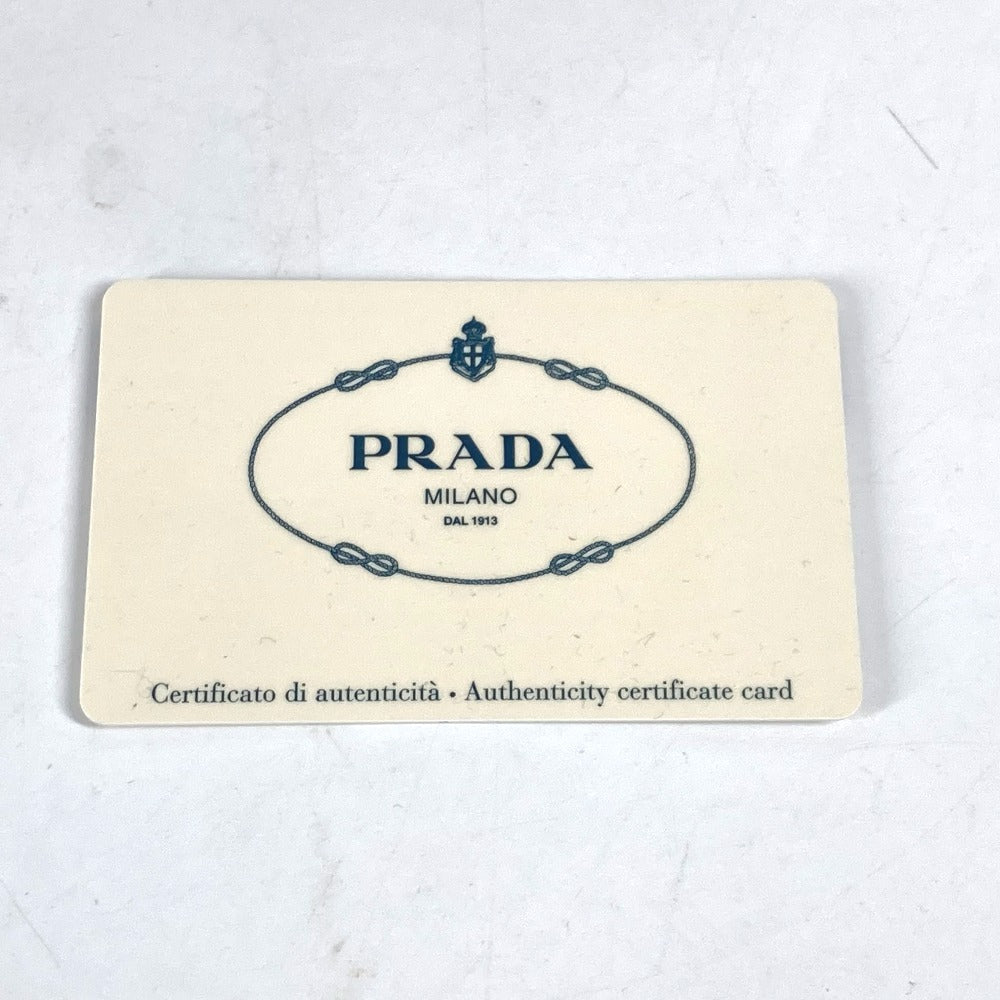 PRADA
MILANO
DAL 1913
Certificato di autenticità • Authenticity certificate card